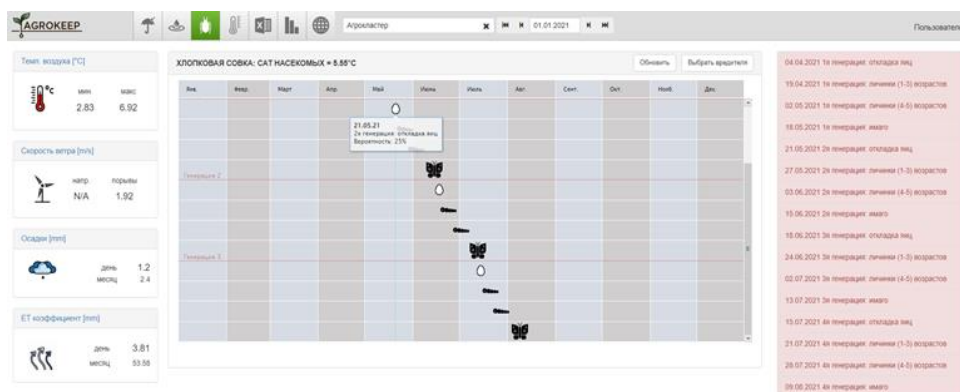 AGROKEEP
Агрокластер
01.01.2021
Пользователь
Темп. воздуха [°C]
°C
мин
макс
2.83
6.92
Скорость ветра [m/s]
напр.
порывы
N/A
1.92
Осадки [mm]
день
1.2
месяц
2.4
ET коэффициент [mm]
день
3.81
месяц
53.58
ХЛОПКОВАЯ СОВКА: САТ НАСЕКОМЫХ = 5.55°C
Обновить
Выбрать вредителя
Янв.
Февр.
Март
Апр.
Май
Июнь
Июль
Авг.
Сент.
Окт.
Нояб.
Дек.
21.05.21
2я генерация: откладка яиц
Вероятность: 25%
Генерация 2
Генерация 3
04.04.2021 1я генерация: откладка яиц
19.04.2021 1я генерация: личинки (1-3) возрастов
02.05.2021 1я генерация: личинки (4-5) возрастов
18.05.2021 1я генерация: имаго
21.05.2021 2я генерация: откладка яиц
27.05.2021 2я генерация: личинки (1-3) возрастов
03.06.2021 2я генерация: личинки (4-5) возрастов
15.06.2021 2я генерация: имаго
18.06.2021 3я генерация: откладка яиц
24.06.2021 3я генерация: личинки (1-3) возрастов
02.07.2021 3я генерация: личинки (4-5) возрастов
13.07.2021 3я генерация: имаго
15.07.2021 4я генерация: откладка яиц
21.07.2021 4я генерация: личинки (1-3) возрастов
28.07.2021 4я генерация: личинки (4-5) возрастов
09.08.2021 4я генерация: имаго